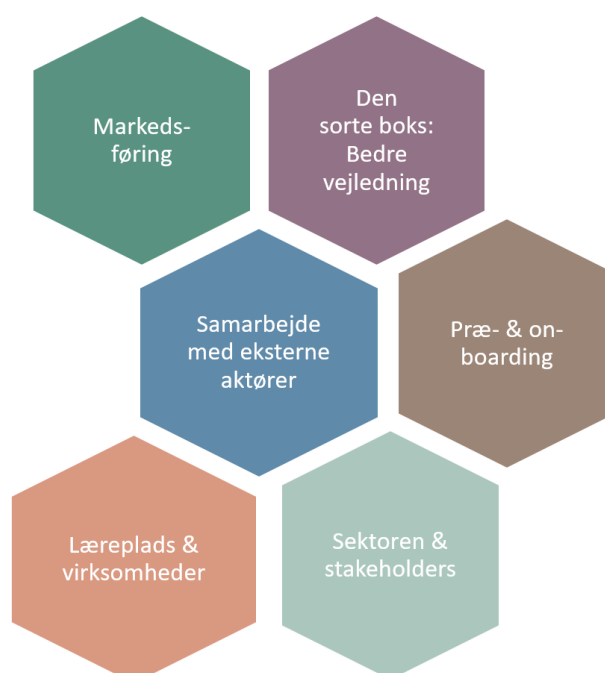 Markeds-
føring
Den
sorte boks:
Bedre
vejledning
Samarbejde
med eksterne
aktører
Præ- & on-
boarding
Læreplads &
virksomheder
Sektoren &
stakeholders